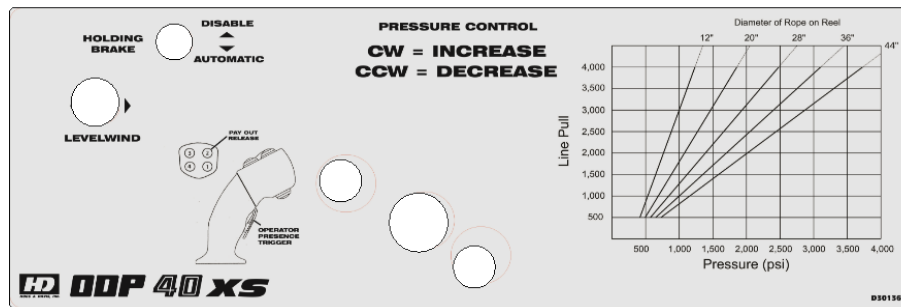 HOLDING BRAKE
DISABLE
AUTOMATIC
LEVELWIND
PRESSURE CONTROL
CW = INCREASE
CCW = DECREASE
PAY OUT
RELEASE
3 2
4 1
OPERATOR
PRESENCE
TRIGGER
Diameter of Rope on Reel
12" 20" 28" 36" 44"
Line Pull
4,000
3,500
3,000
2,500
2,000
1,500
1,000
500
500 1,000 1,500 2,000 2,500 3,000 3,500 4,000
Pressure (psi)
HD DDP 40 XS
D30136